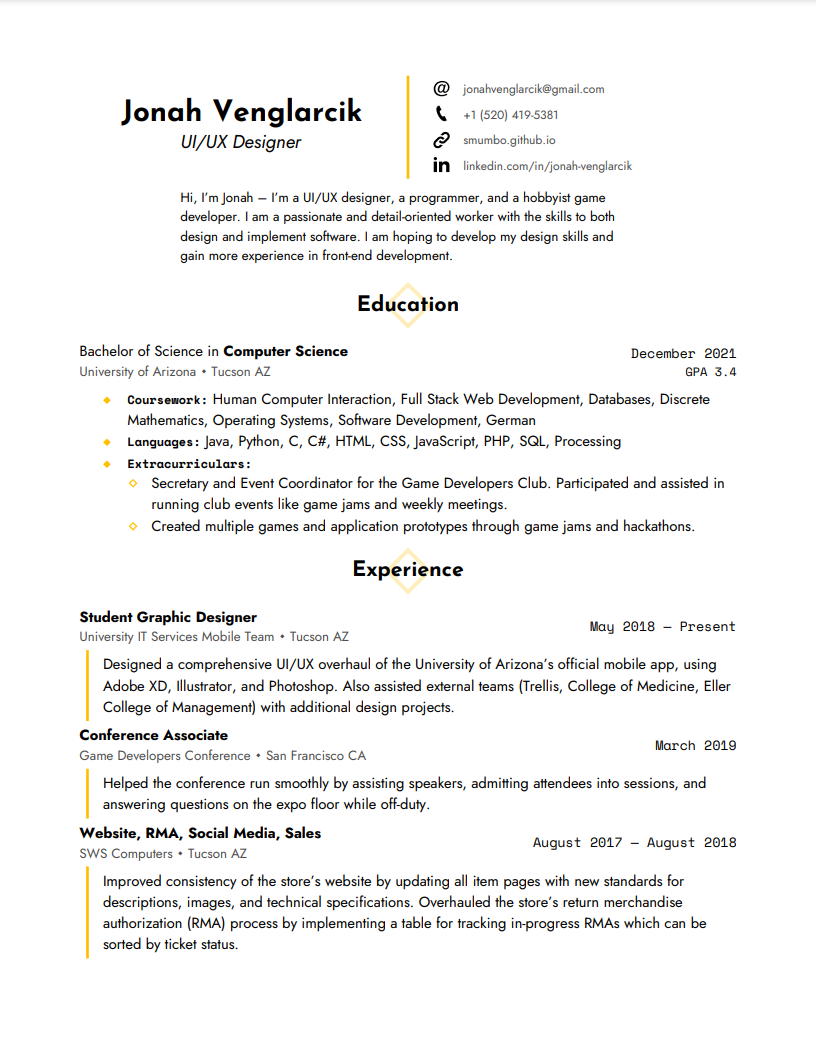 Jonah Venglarcik
UI/UX Designer
jonahvenglarcik@gmail.com
+1 (520) 419-5381
smumbo.github.io
linkedin.com/in/jonah-venglarcik
Hi, I'm Jonah – I'm a UI/UX designer, a programmer, and a hobbyist game
developer. I am a passionate and detail-oriented worker with the skills to both
design and implement software. I am hoping to develop my design skills and
gain more experience in front-end development.
Education
Bachelor of Science in Computer Science
December 2021
University of Arizona • Tucson AZ
GPA 3.4
Coursework: Human Computer Interaction, Full Stack Web Development, Databases, Discrete
Mathematics, Operating Systems, Software Development, German
Languages: Java, Python, C, C#, HTML, CSS, JavaScript, PHP, SQL, Processing
Extracurriculars:
Secretary and Event Coordinator for the Game Developers Club. Participated and assisted in
running club events like game jams and weekly meetings.
Created multiple games and application prototypes through game jams and hackathons.
Experience
Student Graphic Designer
May 2018 – Present
University IT Services Mobile Team • Tucson AZ
Designed a comprehensive UI/UX overhaul of the University of Arizona's official mobile app, using
Adobe XD, Illustrator, and Photoshop. Also assisted external teams (Trellis, College of Medicine, Eller
College of Management) with additional design projects.
Conference Associate
March 2019
Game Developers Conference • San Francisco CA
Helped the conference run smoothly by assisting speakers, admitting attendees into sessions, and
answering questions on the expo floor while off-duty.
Website, RMA, Social Media, Sales
August 2017 – August 2018
SWS Computers • Tucson AZ
Improved consistency of the store's website by updating all item pages with new standards for
descriptions, images, and technical specifications. Overhauled the store's return merchandise
authorization (RMA) process by implementing a table for tracking in-progress RMAs which can be
sorted by ticket status.